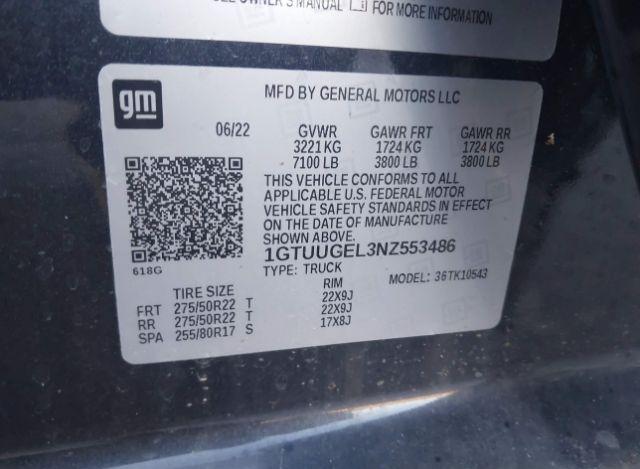 OWNER'S MANUAL FOR MORE INFORMATION
gm
MFD BY GENERAL MOTORS LLC
06/22 GVWR GAWR FRT GAWR RR
3221 KG 1724 KG 1724 KG
7100 LB 3800 LB 3800 LB
THIS VEHICLE CONFORMS TO ALL
APPLICABLE U.S. FEDERAL MOTOR
VEHICLE SAFETY STANDARDS IN EFFECT
ON THE DATE OF MANUFACTURE
SHOWN ABOVE.
618G
1GTUUGEL3NZ553486
TYPE: TRUCK MODEL: 36TK10543
TIRE SIZE RIM
FRT 275/50R22 T 22X9J
RR 275/50R22 T 22X9J
SPA 255/80R17 S 17X8J